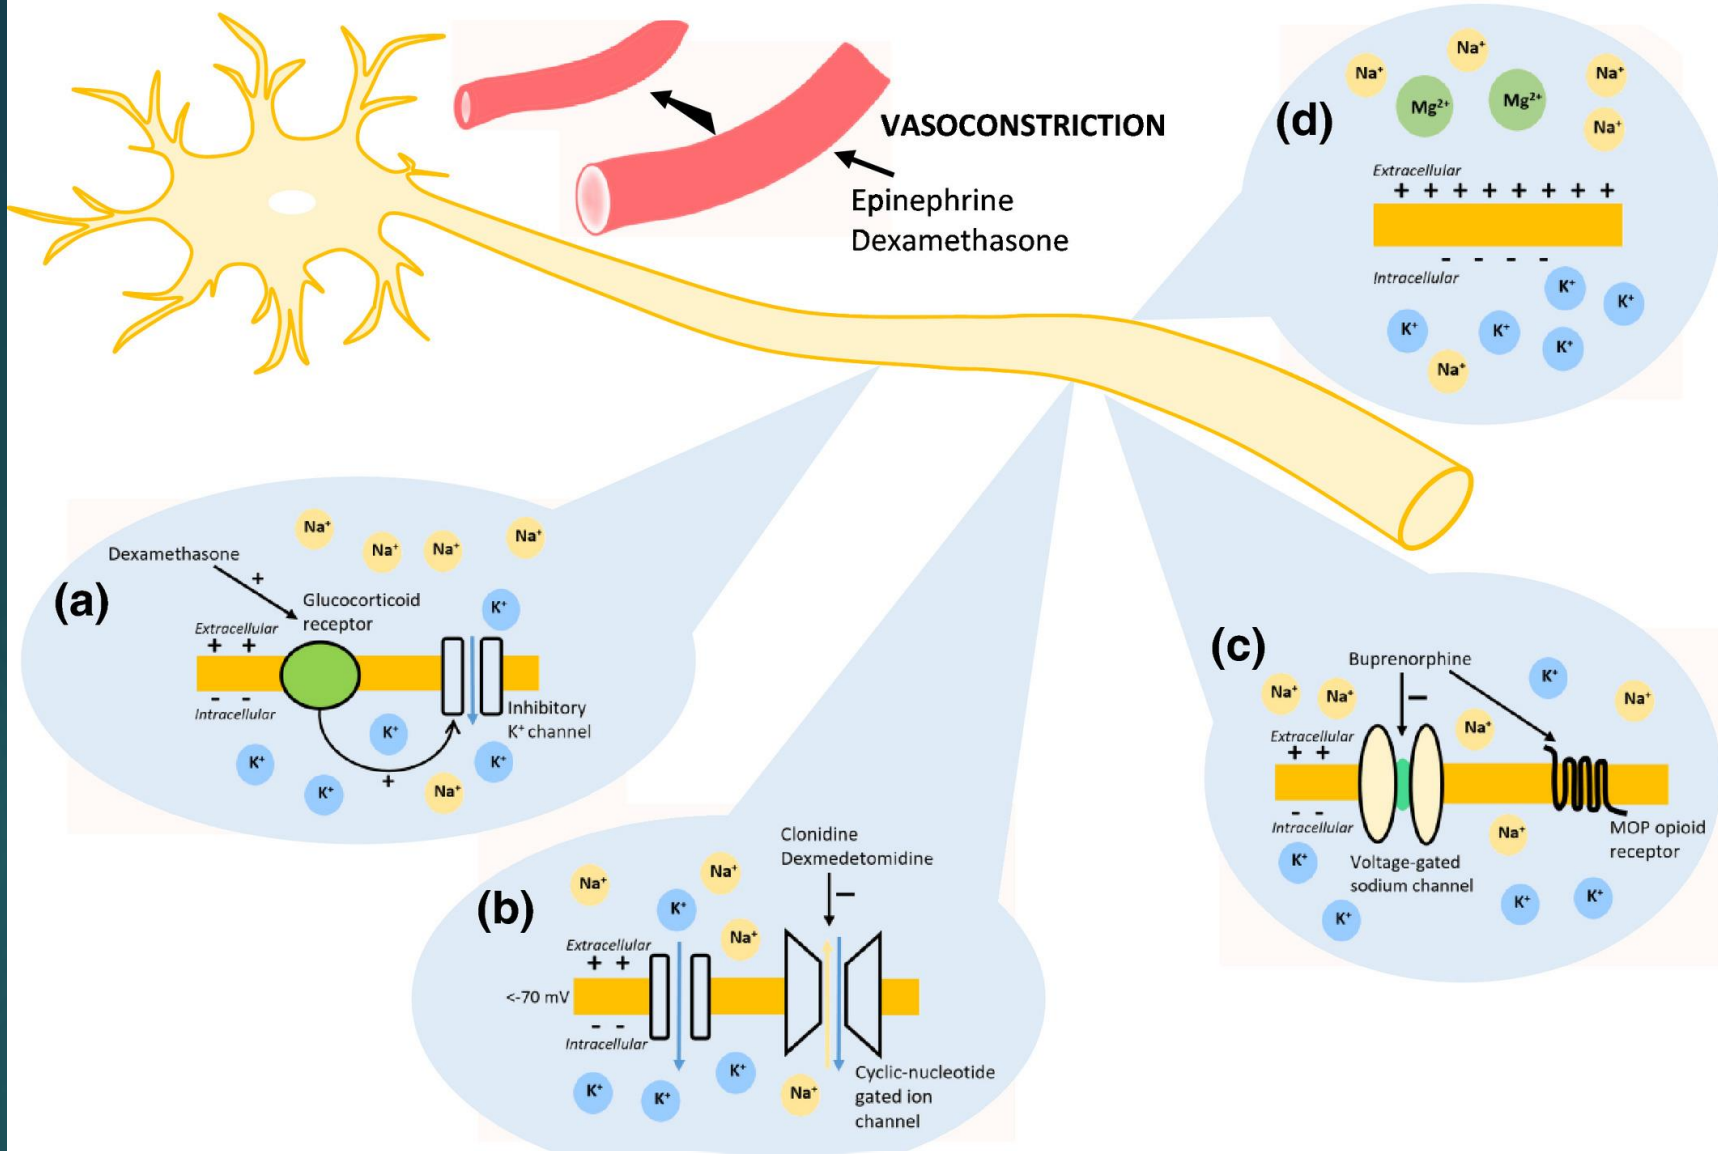 VASOCONSTRICTION
Epinephrine
Dexamethasone
(d)
Na⁺
Na⁺
Na⁺
Mg²⁺
Mg²⁺
Na⁺
Extracellular
+ + + + + + + +
- - - -
Intracellular
K⁺
K⁺
K⁺
K⁺
K⁺
Na⁺
(a)
Na⁺
Na⁺
Na⁺
Na⁺
Dexamethasone
+
Glucocorticoid
receptor
K⁺
Extracellular
+ +
- -
Intracellular
Inhibitory
K⁺ channel
K⁺
K⁺
K⁺
K⁺
+
Na⁺
(b)
Clonidine
Dexmedetomidine
–
Na⁺
Na⁺
K⁺
Na⁺
Extracellular
+ +
<-70 mV
- -
Intracellular
K⁺
K⁺
K⁺
Na⁺
Cyclic-nucleotide
gated ion
channel
(c)
Buprenorphine
–
Na⁺
Na⁺
K⁺
Na⁺
Na⁺
Extracellular
+ +
- -
Intracellular
Na⁺
MOP opioid
receptor
Voltage-gated
sodium channel
K⁺
K⁺
K⁺
K⁺